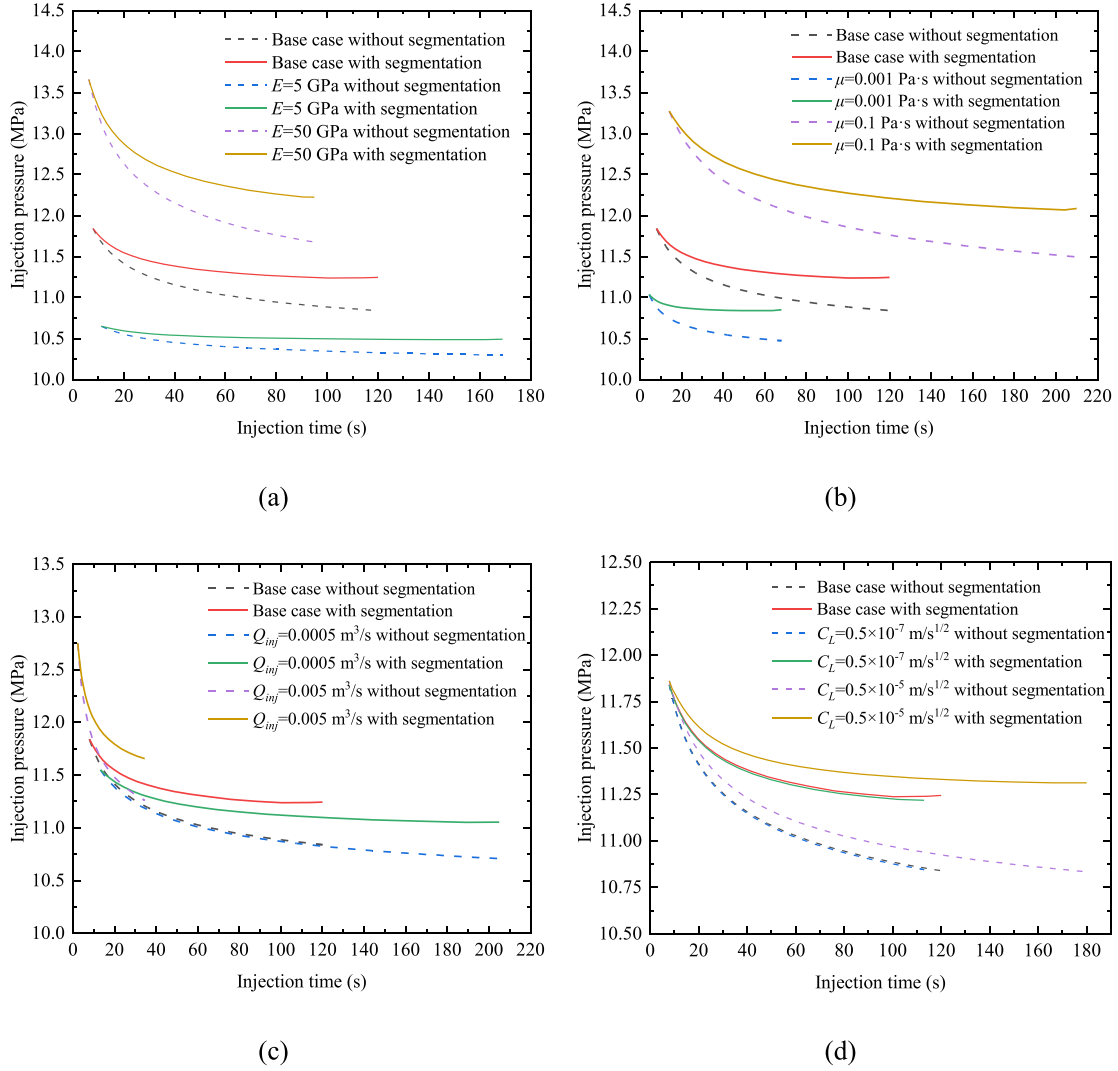 14.5
14.0
13.5
13.0
12.5
12.0
11.5
11.0
10.5
10.0
Injection pressure (MPa)
Base case without segmentation
Base case with segmentation
E=5 GPa without segmentation
E=5 GPa with segmentation
E=50 GPa without segmentation
E=50 GPa with segmentation
0 20 40 60 80 100 120 140 160 180
Injection time (s)
(a)
14.5
14.0
13.5
13.0
12.5
12.0
11.5
11.0
10.5
10.0
Injection pressure (MPa)
Base case without segmentation
Base case with segmentation
μ=0.001 Pa·s without segmentation
μ=0.001 Pa·s with segmentation
μ=0.1 Pa·s without segmentation
μ=0.1 Pa·s with segmentation
0 20 40 60 80 100 120 140 160 180 200 220
Injection time (s)
(b)
13.5
13.0
12.5
12.0
11.5
11.0
10.5
10.0
Injection pressure (MPa)
Base case without segmentation
Base case with segmentation
Qinj=0.0005 m³/s without segmentation
Qinj=0.0005 m³/s with segmentation
Qinj=0.005 m³/s without segmentation
Qinj=0.005 m³/s with segmentation
0 20 40 60 80 100 120 140 160 180 200 220
Injection time (s)
(c)
12.50
12.25
12.00
11.75
11.50
11.25
11.00
10.75
10.50
Injection pressure (MPa)
Base case without segmentation
Base case with segmentation
CL=0.5×10⁻⁷ m/s¹ᐟ² without segmentation
CL=0.5×10⁻⁷ m/s¹ᐟ² with segmentation
CL=0.5×10⁻⁵ m/s¹ᐟ² without segmentation
CL=0.5×10⁻⁵ m/s¹ᐟ² with segmentation
0 20 40 60 80 100 120 140 160 180
Injection time (s)
(d)